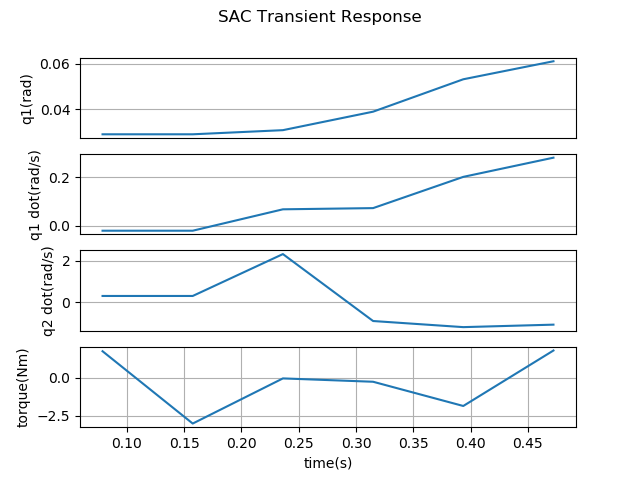 SAC Transient Response
q1(rad)
0.06
0.04
q1 dot(rad/s)
0.2
0.0
q2 dot(rad/s)
2
0
torque(Nm)
0.0
−2.5
0.10 0.15 0.20 0.25 0.30 0.35 0.40 0.45
time(s)